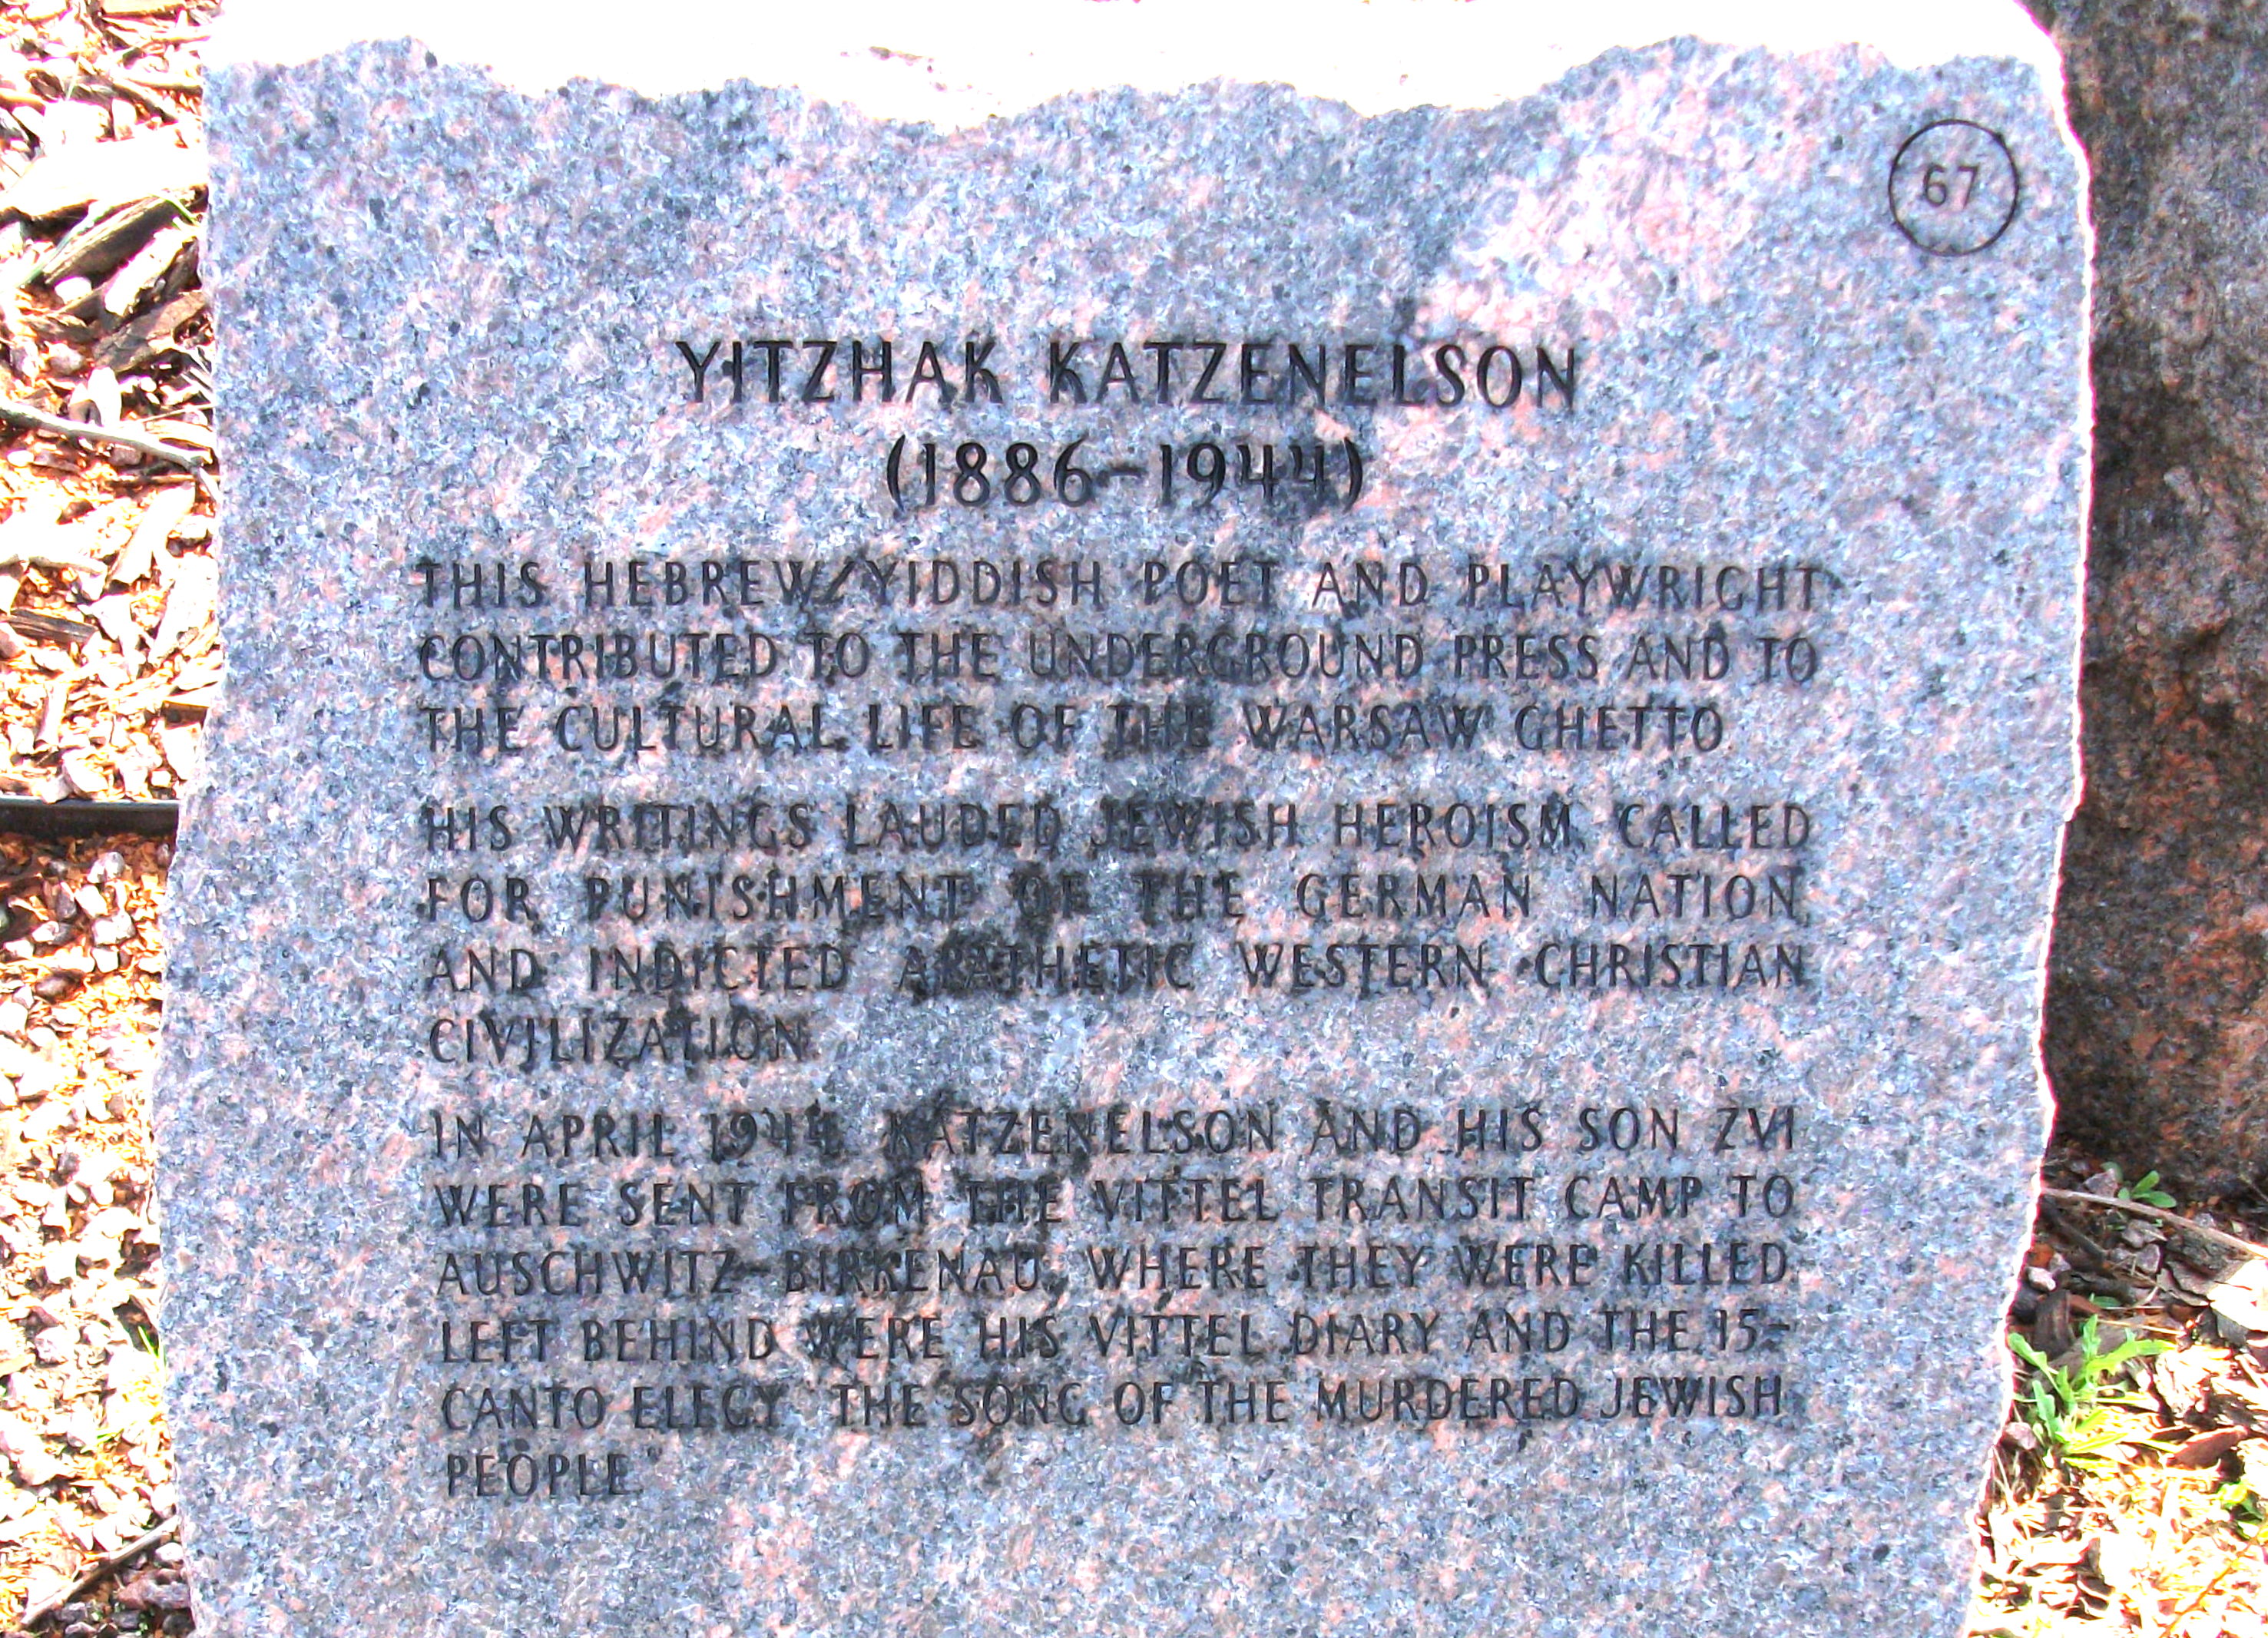 67
YITZHAK KATZENELSON
(1886-1944)
THIS HEBREW/YIDDISH POET AND PLAYWRIGHT
CONTRIBUTED TO THE UNDERGROUND PRESS AND TO
THE CULTURAL LIFE OF THE WARSAW GHETTO.
HIS WRITINGS LAUDED JEWISH HEROISM, CALLED
FOR PUNISHMENT OF THE GERMAN NATION,
AND INDICTED APATHETIC WESTERN CHRISTIAN
CIVILIZATION.
IN APRIL 1944, KATZENELSON AND HIS SON ZVI
WERE SENT FROM THE VITTEL TRANSIT CAMP TO
AUSCHWITZ-BIRKENAU, WHERE THEY WERE KILLED.
LEFT BEHIND WERE HIS VITTEL DIARY AND THE 15-
CANTO ELEGY "THE SONG OF THE MURDERED JEWISH
PEOPLE."